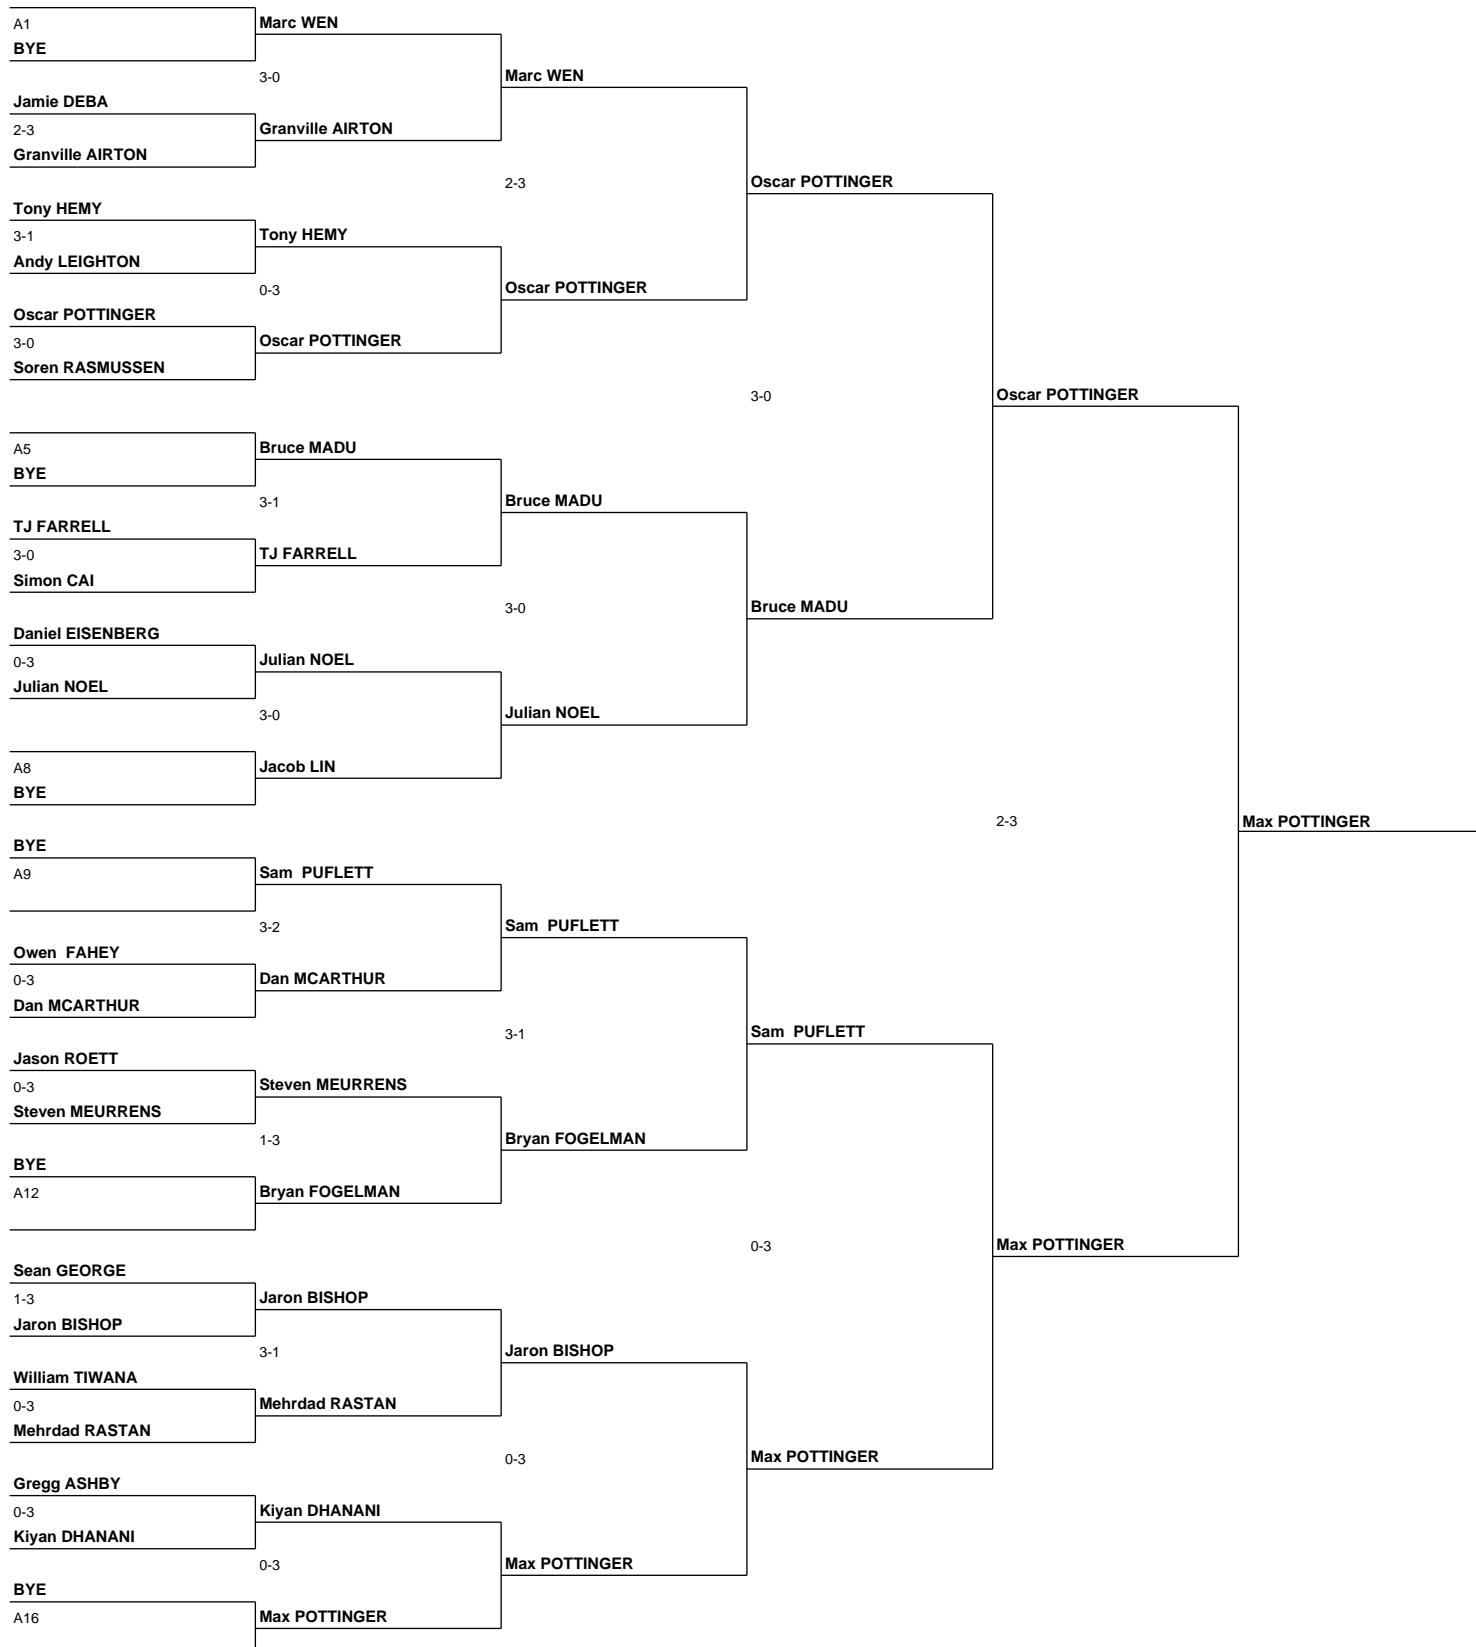 A1
BYE
Marc WEN
3-0
Marc WEN
Jamie DEBA
2-3
Granville AIRTON
Granville AIRTON
2-3
Oscar POTTINGER
Tony HEMY
3-1
Andy LEIGHTON
Tony HEMY
0-3
Oscar POTTINGER
Oscar POTTINGER
3-0
Soren RASMUSSEN
Oscar POTTINGER
3-0
Oscar POTTINGER
A5
BYE
Bruce MADU
3-1
Bruce MADU
TJ FARRELL
3-0
Simon CAI
TJ FARRELL
3-0
Bruce MADU
Daniel EISENBERG
0-3
Julian NOEL
Julian NOEL
3-0
Julian NOEL
A8
BYE
Jacob LIN
2-3
Max POTTINGER
BYE
A9
Sam  PUFLETT
3-2
Sam  PUFLETT
Owen  FAHEY
0-3
Dan MCARTHUR
Dan MCARTHUR
3-1
Sam  PUFLETT
Jason ROETT
0-3
Steven MEURRENS
Steven MEURRENS
1-3
Bryan FOGELMAN
BYE
A12
Bryan FOGELMAN
0-3
Max POTTINGER
Sean GEORGE
1-3
Jaron BISHOP
Jaron BISHOP
3-1
Jaron BISHOP
William TIWANA
0-3
Mehrdad RASTAN
Mehrdad RASTAN
0-3
Max POTTINGER
Gregg ASHBY
0-3
Kiyan DHANANI
Kiyan DHANANI
0-3
Max POTTINGER
BYE
A16
Max POTTINGER